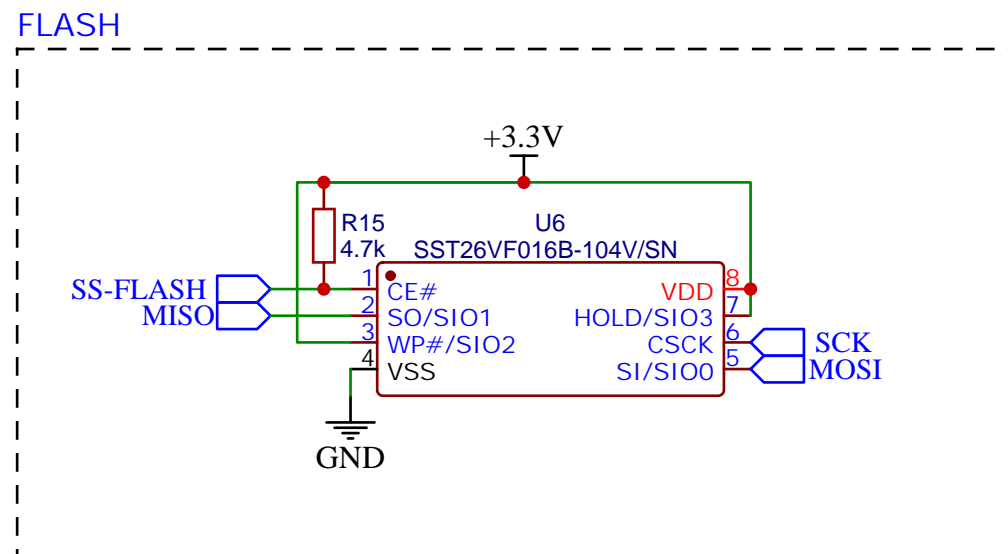 FLASH
+3.3V
R15
4.7k
U6
SST26VF016B-104V/SN
SS-FLASH
MISO
1
2
3
4
CE#
SO/SIO1
WP#/SIO2
VSS
VDD
HOLD/SIO3
CSCK
SI/SIO0
8
7
6
5
SCK
MOSI
GND